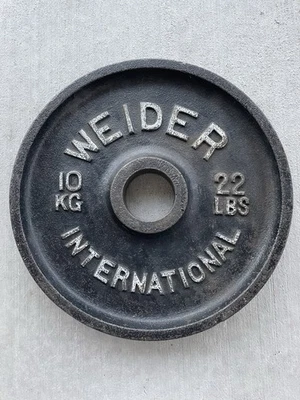 WEIDER
10
KG
22
LBS
INTERNATIONAL